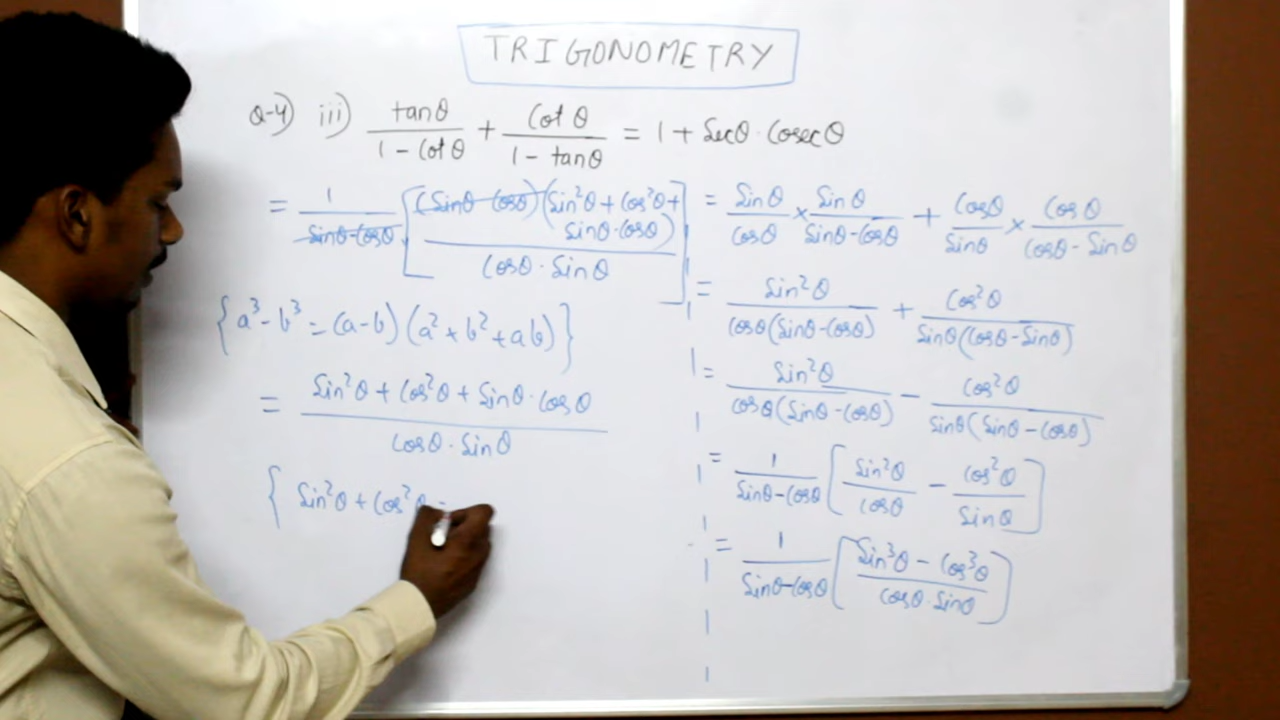 TRIGONOMETRY
Q-4) iii) tanθ / (1 - Cotθ) + Cotθ / (1 - tanθ) = 1 + Secθ · Cosecθ
= 1 / (Sinθ-Cosθ) [ (Sinθ-Cosθ) (Sin²θ + Cos²θ +
Sinθ·Cosθ) / (Cosθ · Sinθ) ]
{ a³ - b³ = (a-b) (a² + b² + ab) }
= (Sin²θ + Cos²θ + Sinθ · Cosθ) / (Cosθ · Sinθ)
{ Sin²θ + Cos²θ =
= Sinθ / Cosθ × Sinθ / (Sinθ-Cosθ) + Cosθ / Sinθ × Cosθ / (Cosθ - Sinθ)
= Sin²θ / Cosθ(Sinθ-Cosθ) + Cos²θ / Sinθ(Cosθ-Sinθ)
= Sin²θ / Cosθ(Sinθ-Cosθ) - Cos²θ / Sinθ(Sinθ-Cosθ)
= 1 / (Sinθ-Cosθ) [ Sin²θ / Cosθ - Cos²θ / Sinθ ]
= 1 / (Sinθ-Cosθ) [ (Sin³θ - Cos³θ) / (Cosθ·Sinθ) ]